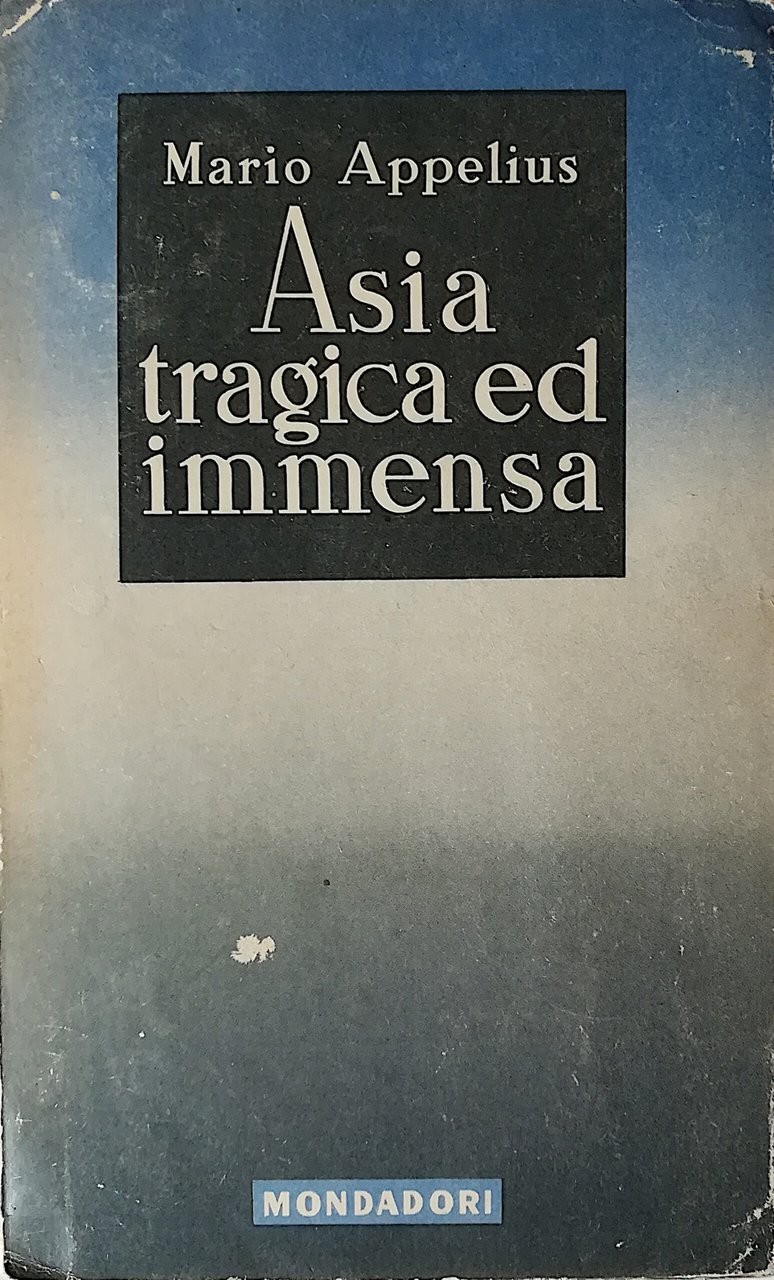 Mario Appelius
Asia
tragica ed
immensa
MONDADORI